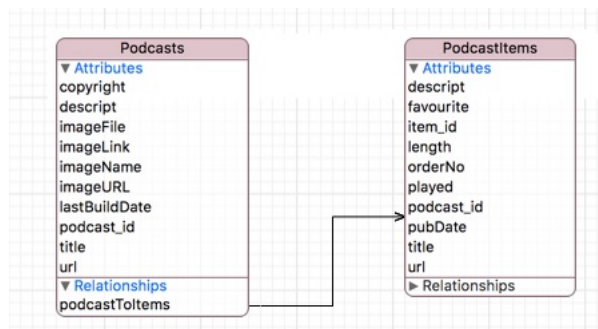 Podcasts
▼ Attributes
copyright
descript
imageFile
imageLink
imageName
imageURL
lastBuildDate
podcast_id
title
url
▼ Relationships
podcastToItems
PodcastItems
▼ Attributes
descript
favourite
item_id
length
orderNo
played
podcast_id
pubDate
title
url
▶ Relationships